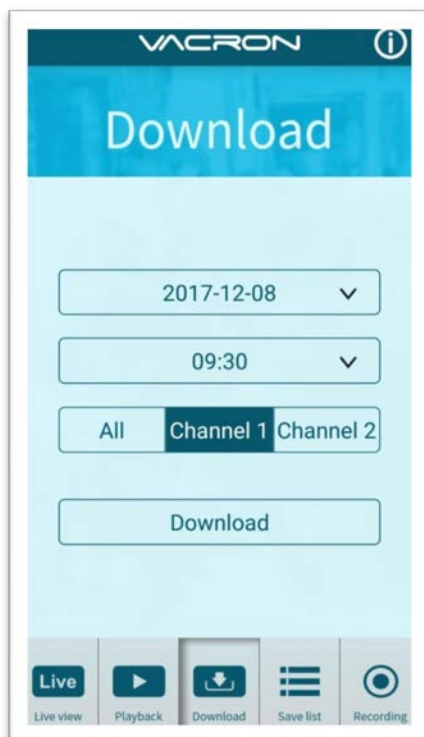 VACRON
Download
2017-12-08
09:30
All Channel 1 Channel 2
Download
Live
Live view Playback Download Save list Recording